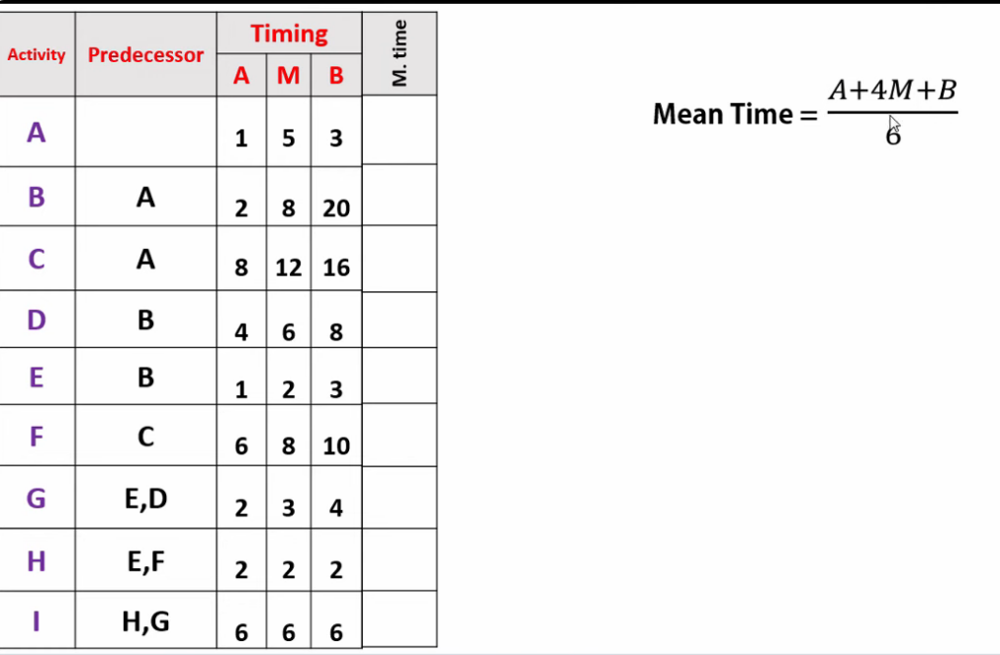 Activity Predecessor Timing M. time
A M B
A 1 5 3
B A 2 8 20
C A 8 12 16
D B 4 6 8
E B 1 2 3
F C 6 8 10
G E,D 2 3 4
H E,F 2 2 2
I H,G 6 6 6
Mean Time = A+4M+B
6